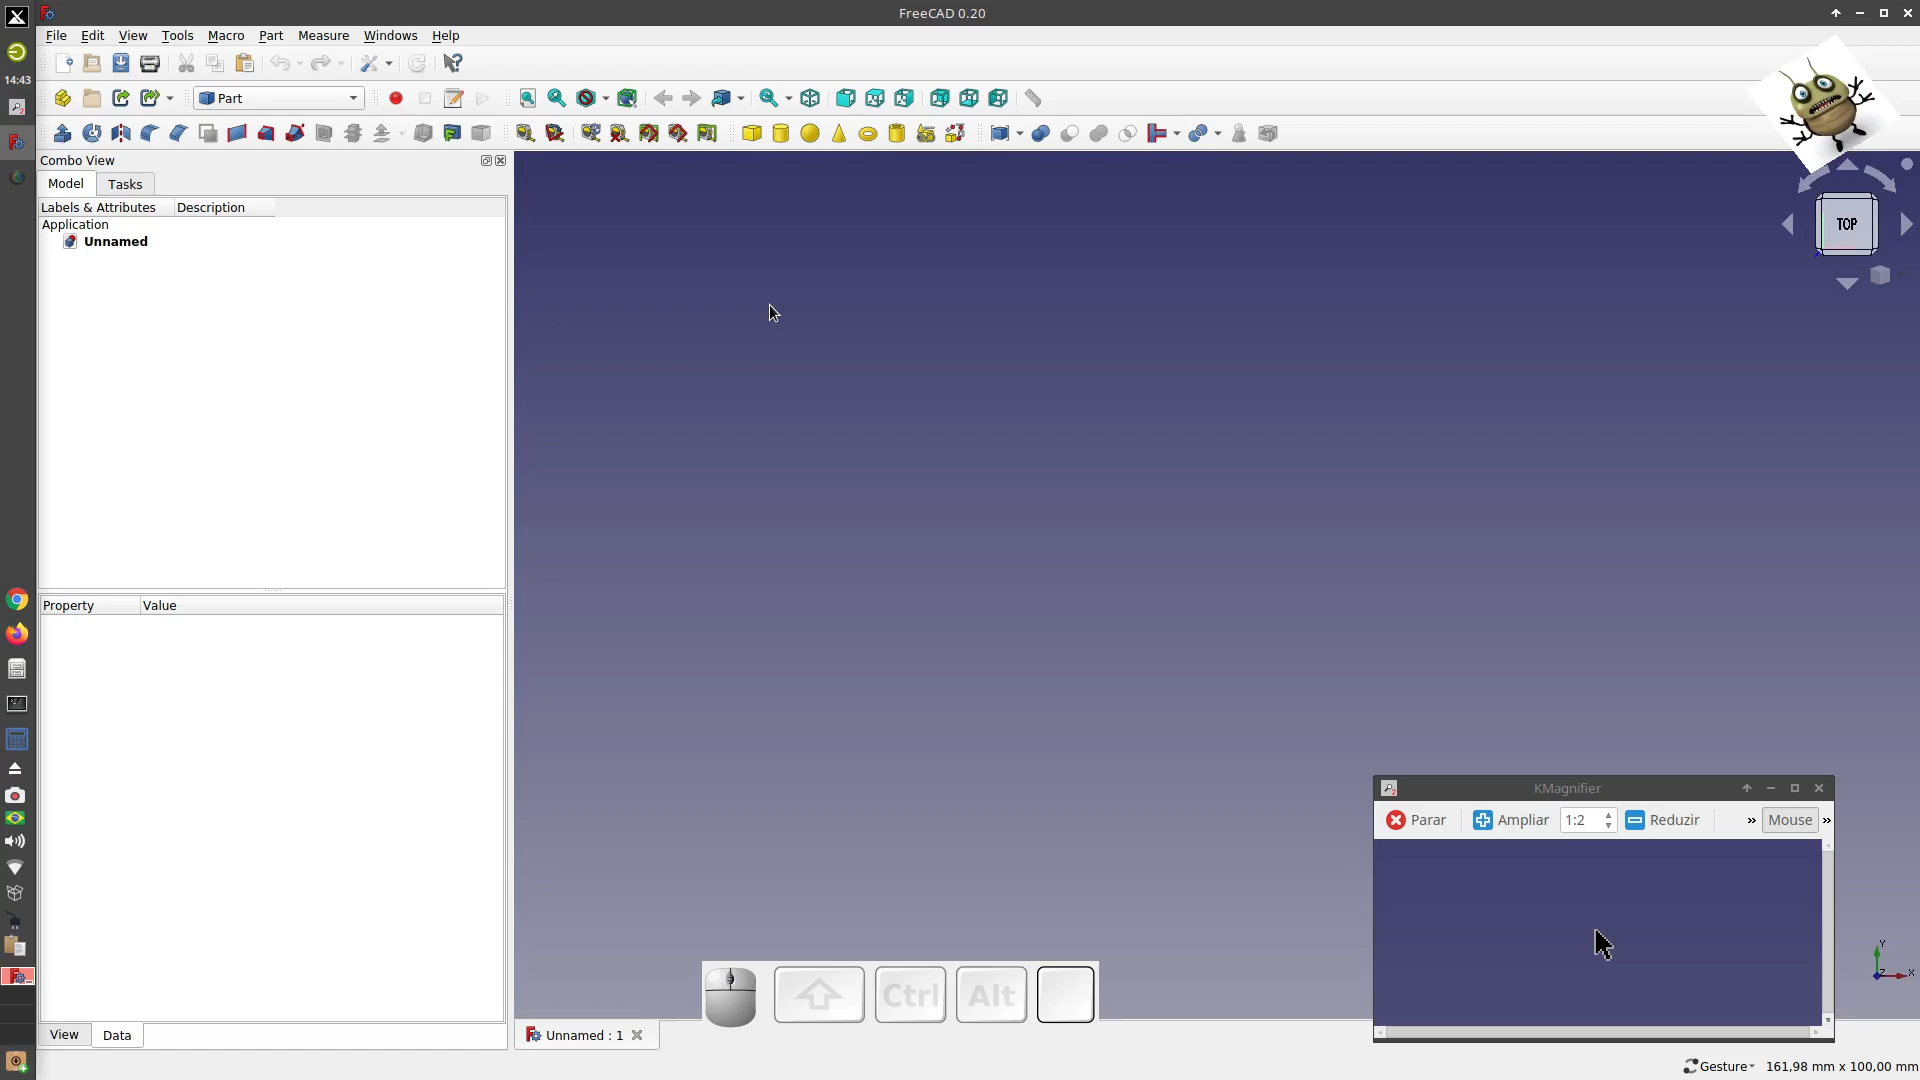 FreeCAD 0.20
File Edit View Tools Macro Part Measure Windows Help
14:43
Part
Combo View
Model Tasks
Labels & Attributes Description
Application
Unnamed
TOP
Property Value
KMagnifier
Parar Ampliar 1:2 Reduzir » Mouse »
Y
Z X
Ctrl Alt
View Data
Unnamed : 1
Gesture 161,98 mm x 100,00 mm